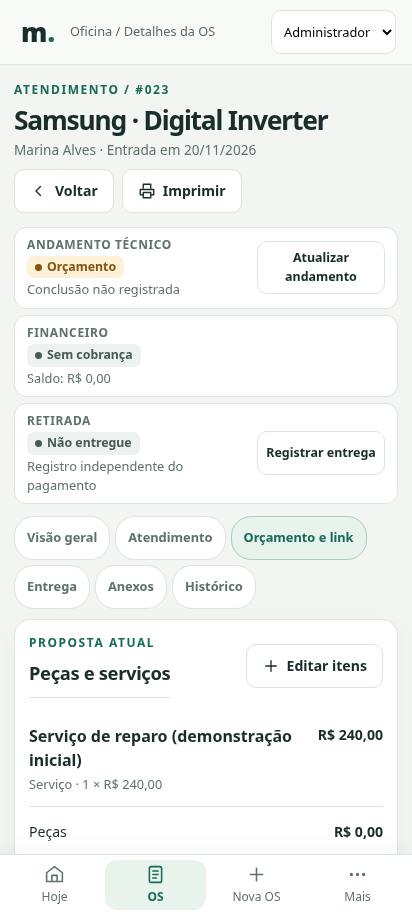 m.
Oficina / Detalhes da OS
Administrador
ATENDIMENTO / #023
Samsung · Digital Inverter
Marina Alves · Entrada em 20/11/2026
Voltar
Imprimir
ANDAMENTO TÉCNICO
Orçamento
Conclusão não registrada
Atualizar
andamento
FINANCEIRO
Sem cobrança
Saldo: R$ 0,00
RETIRADA
Não entregue
Registro independente do
pagamento
Registrar entrega
Visão geral
Atendimento
Orçamento e link
Entrega
Anexos
Histórico
PROPOSTA ATUAL
Peças e serviços
Editar itens
Serviço de reparo (demonstração
inicial)
R$ 240,00
Serviço · 1 × R$ 240,00
Peças
R$ 0,00
Hoje
OS
Nova OS
Mais